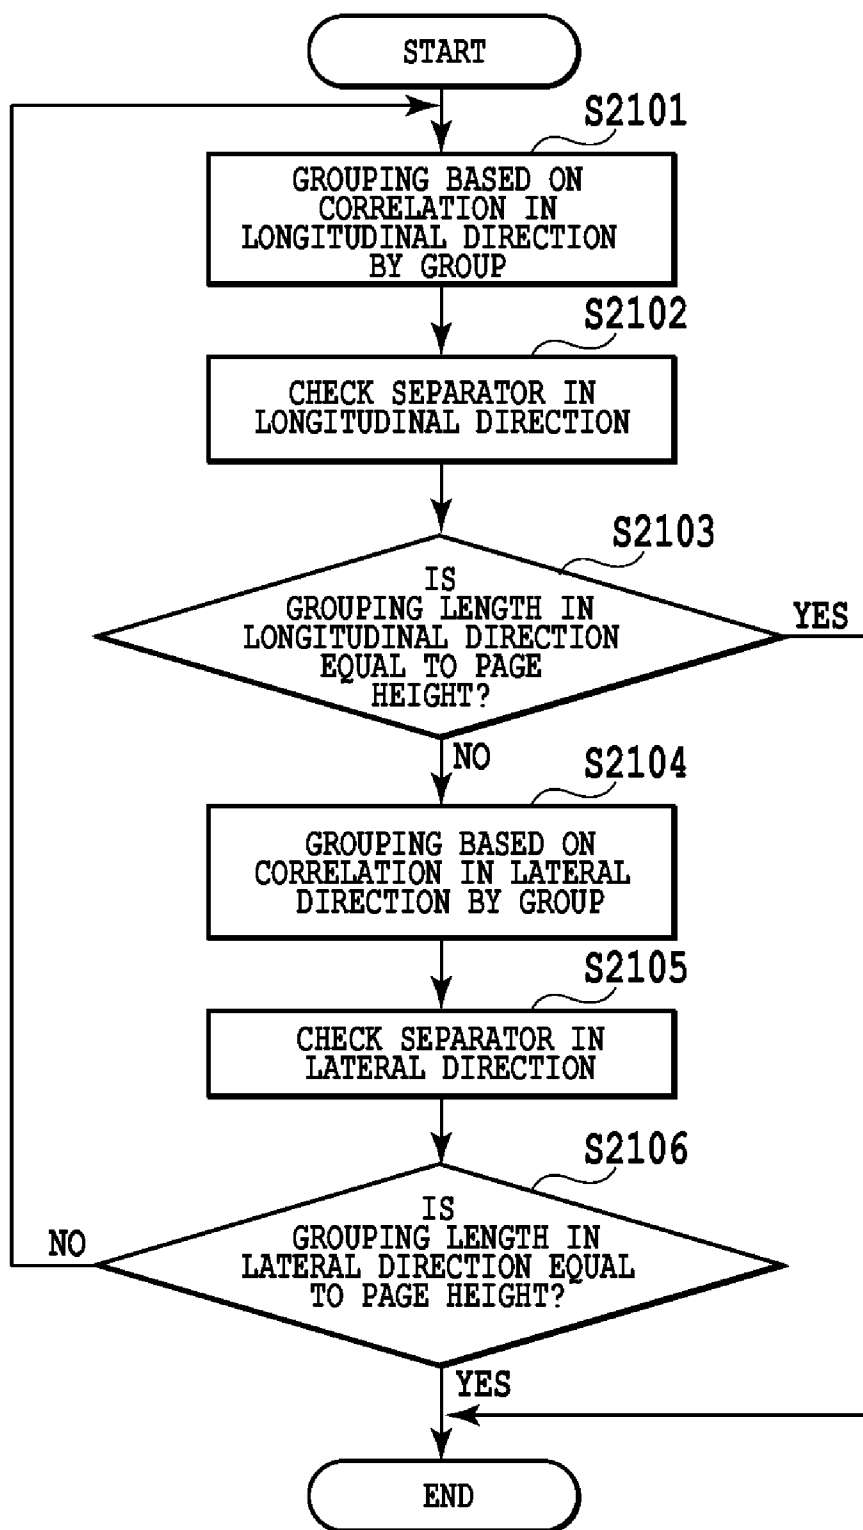 START
S2101
GROUPING BASED ON
CORRELATION IN
LONGITUDINAL DIRECTION
BY GROUP
S2102
CHECK SEPARATOR IN
LONGITUDINAL DIRECTION
S2103
IS
GROUPING LENGTH IN
LONGITUDINAL DIRECTION
EQUAL TO PAGE
HEIGHT?
YES
NO
S2104
GROUPING BASED ON
CORRELATION IN LATERAL
DIRECTION BY GROUP
S2105
CHECK SEPARATOR IN
LATERAL DIRECTION
S2106
IS
GROUPING LENGTH IN
LATERAL DIRECTION EQUAL
TO PAGE HEIGHT?
NO
YES
END